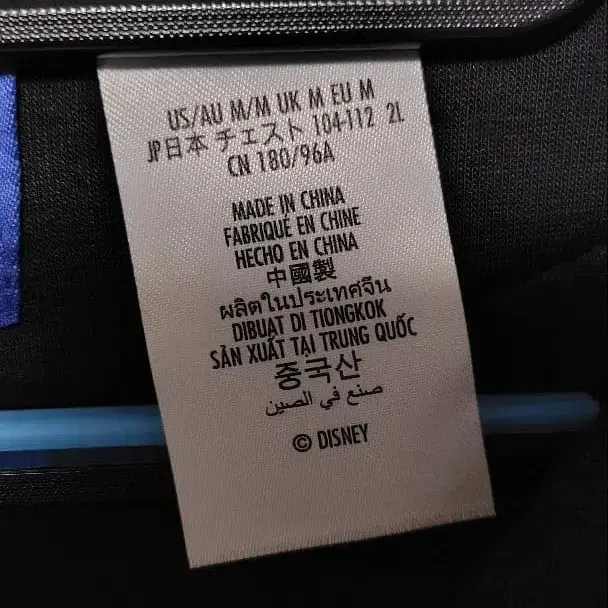 US/AU M/M UK M EU M
JP日本 チェスト 104-112 2L
CN 180/96A
MADE IN CHINA
FABRIQUÉ EN CHINE
HECHO EN CHINA
中國製
ผลิตในประเทศจีน
DIBUAT DI TIONGKOK
SẢN XUẤT TẠI TRUNG QUỐC
중국산
صنع في الصين
© DISNEY